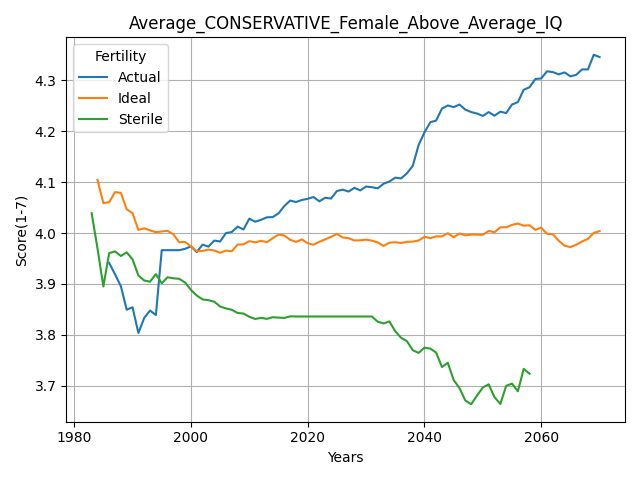 Average_CONSERVATIVE_Female_Above_Average_IQ
Fertility
Actual
Ideal
Sterile
Score(1-7)
4.3
4.2
4.1
4.0
3.9
3.8
3.7
1980
2000
2020
2040
2060
Years